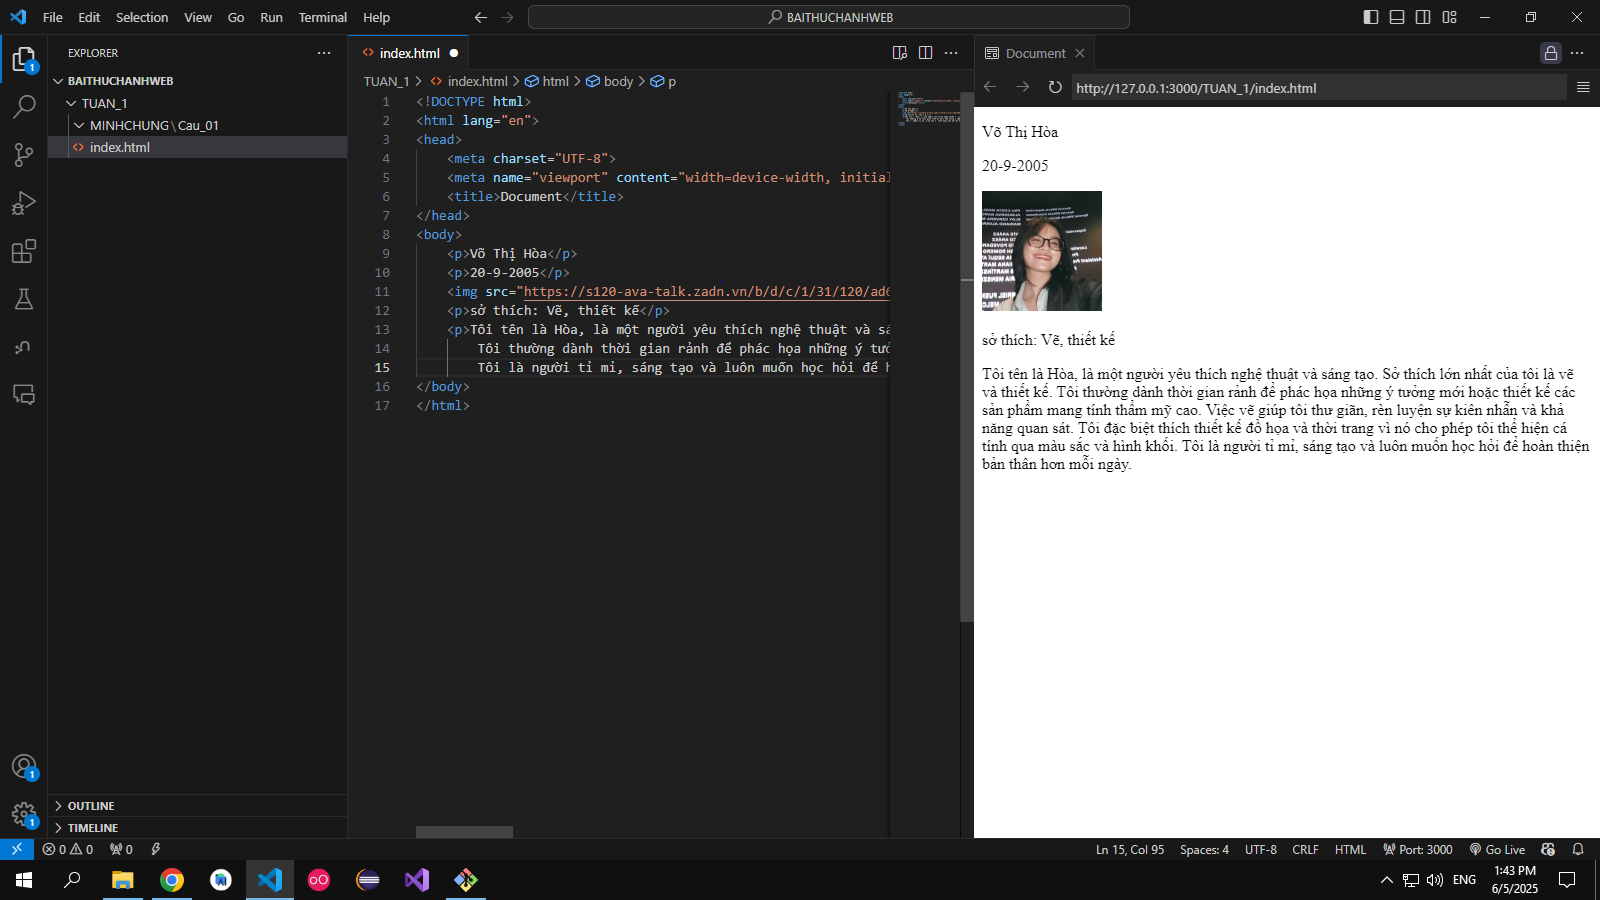 File Edit Selection View Go Run Terminal Help
BAITHUCHANHWEB
EXPLORER
BAITHUCHANHWEB
TUAN_1
MINHCHUNG\Cau_01
index.html
OUTLINE
TIMELINE
index.html
TUAN_1 > index.html > html > body > p
1 <!DOCTYPE html>
2 <html lang="en">
3 <head>
4 <meta charset="UTF-8">
5 <meta name="viewport" content="width=device-width, initial
6 <title>Document</title>
7 </head>
8 <body>
9 <p>Võ Thị Hòa</p>
10 <p>20-9-2005</p>
11 <img src="https://s120-ava-talk.zadn.vn/b/d/c/1/31/120/ad6
12 <p>sở thích: Vẽ, thiết kế</p>
13 <p>Tôi tên là Hòa, là một người yêu thích nghệ thuật và sá
14 Tôi thường dành thời gian rảnh để phác họa những ý tưở
15 Tôi là người tỉ mỉ, sáng tạo và luôn muốn học hỏi để h
16 </body>
17 </html>
Document
http://127.0.0.1:3000/TUAN_1/index.html
Võ Thị Hòa
20-9-2005
sở thích: Vẽ, thiết kế
Tôi tên là Hòa, là một người yêu thích nghệ thuật và sáng tạo. Sở thích lớn nhất của tôi là vẽ
và thiết kế. Tôi thường dành thời gian rảnh để phác họa những ý tưởng mới hoặc thiết kế các
sản phẩm mang tính thẩm mỹ cao. Việc vẽ giúp tôi thư giãn, rèn luyện sự kiên nhẫn và khả
năng quan sát. Tôi đặc biệt thích thiết kế đồ họa và thời trang vì nó cho phép tôi thể hiện cá
tính qua màu sắc và hình khối. Tôi là người tỉ mỉ, sáng tạo và luôn muốn học hỏi để hoàn thiện
bản thân hơn mỗi ngày.
0 0 0
Ln 15, Col 95 Spaces: 4 UTF-8 CRLF HTML Port: 3000 Go Live
ENG
1:43 PM
6/5/2025